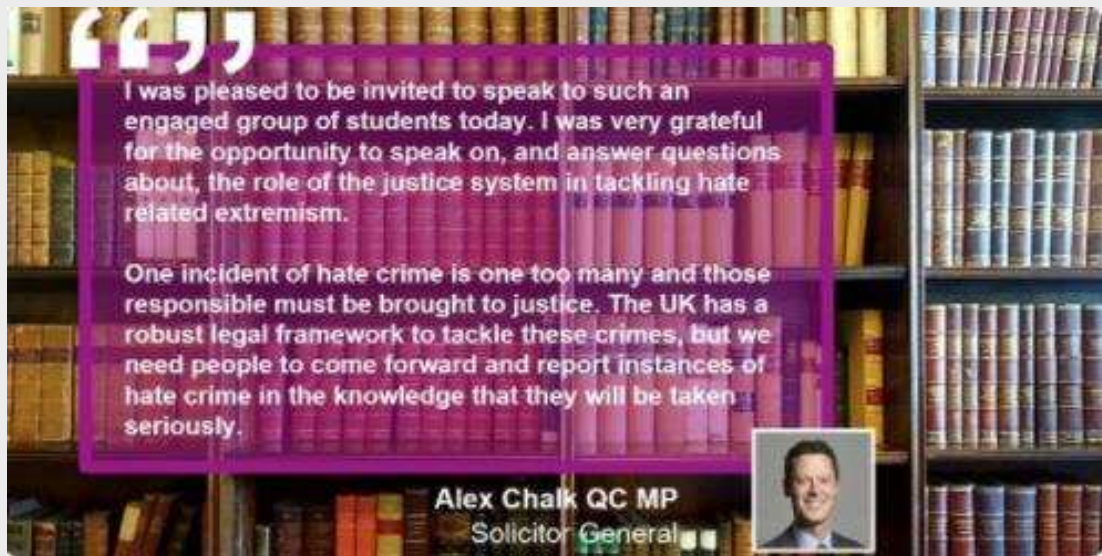 I was pleased to be invited to speak to such an
engaged group of students today. I was very grateful
for the opportunity to speak on, and answer questions
about, the role of the justice system in tackling hate
related extremism.
One incident of hate crime is one too many and those
responsible must be brought to justice. The UK has a
robust legal framework to tackle these crimes, but we
need people to come forward and report instances of
hate crime in the knowledge that they will be taken
seriously.
Alex Chalk QC MP
Solicitor General